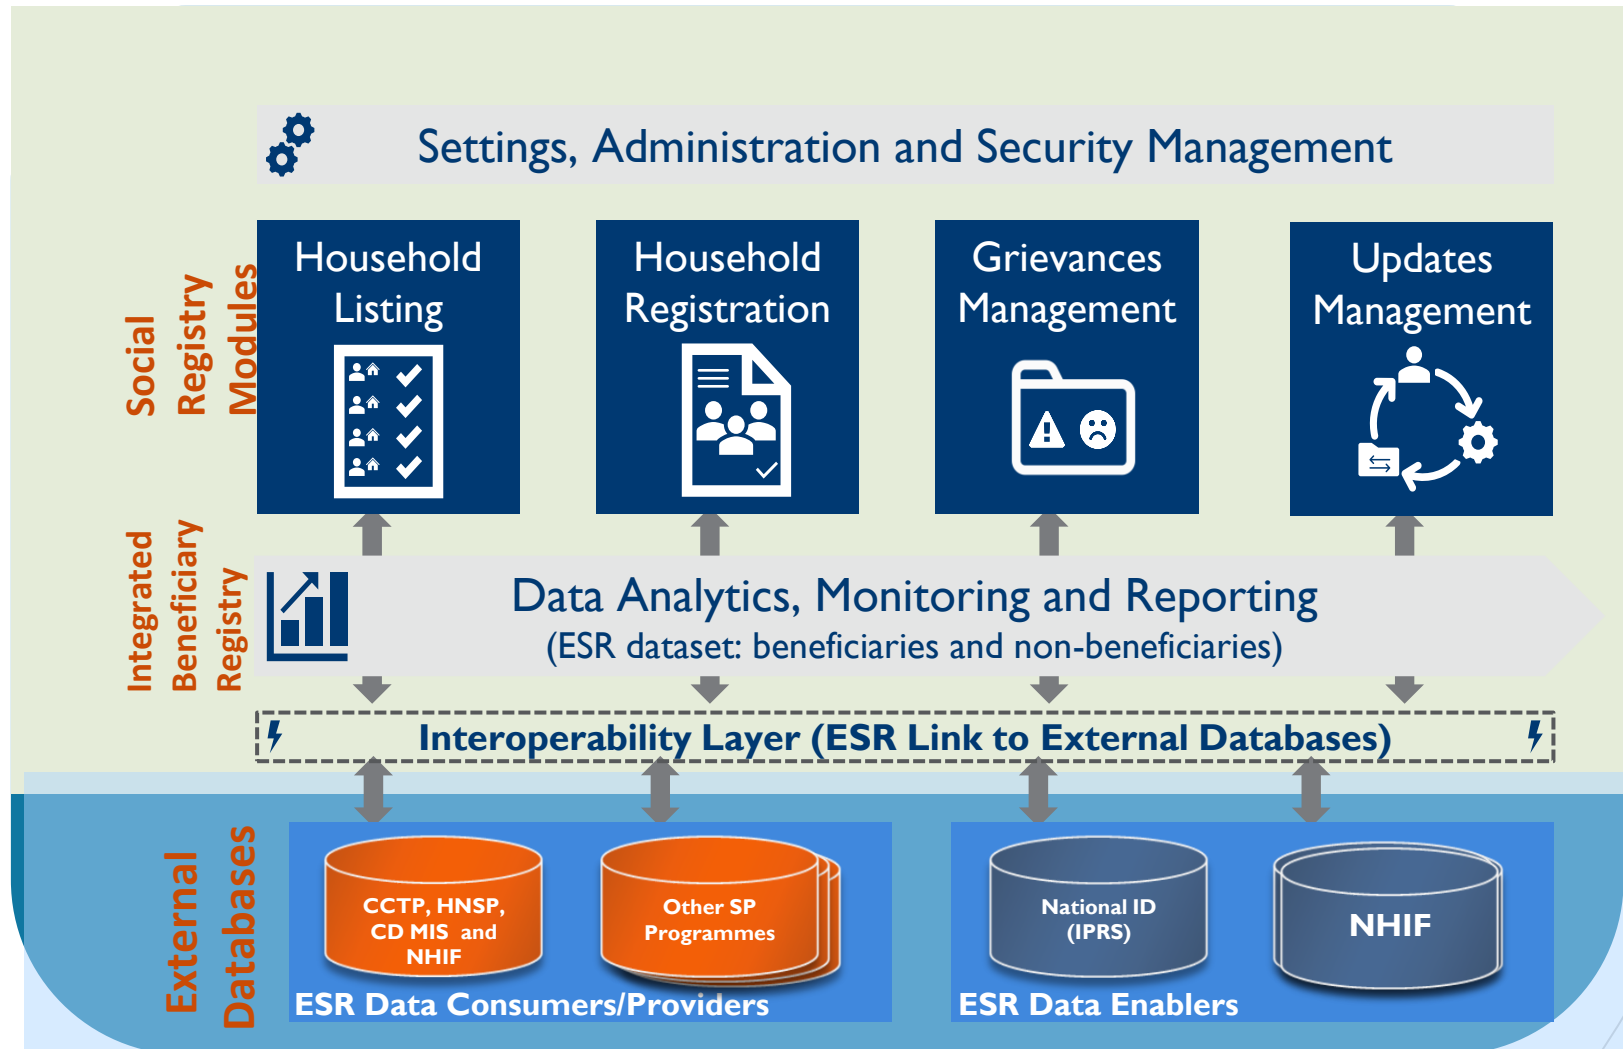 Settings, Administration and Security Management
Social
Registry
Modules
Household
Listing
Household
Registration
Grievances
Management
Updates
Management
Integrated
Beneficiary
Registry
Data Analytics, Monitoring and Reporting
(ESR dataset: beneficiaries and non-beneficiaries)
Interoperability Layer (ESR Link to External Databases)
External
Databases
CCTP, HNSP,
CD MIS and
NHIF
Other SP
Programmes
ESR Data Consumers/Providers
National ID
(IPRS)
NHIF
ESR Data Enablers